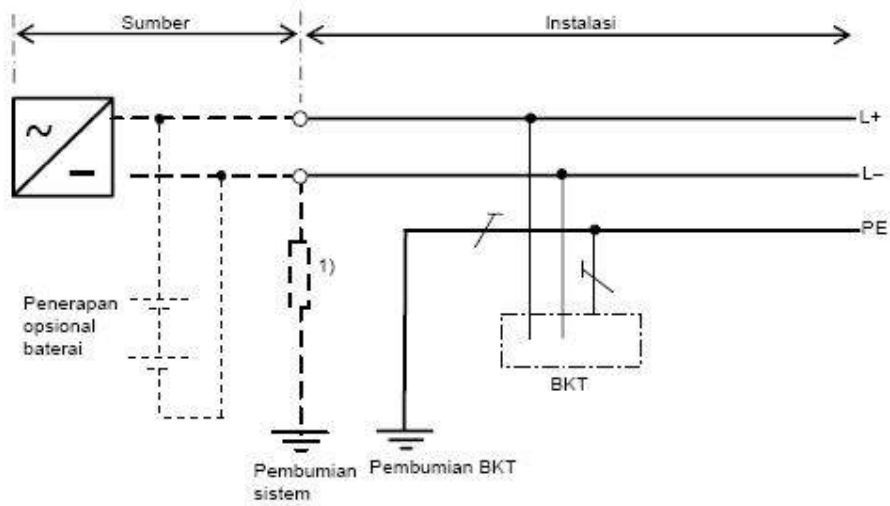 Sumber
Instalasi
L+
L–
PE
1)
Penerapan
opsional
baterai
BKT
Pembumian
sistem
Pembumian BKT